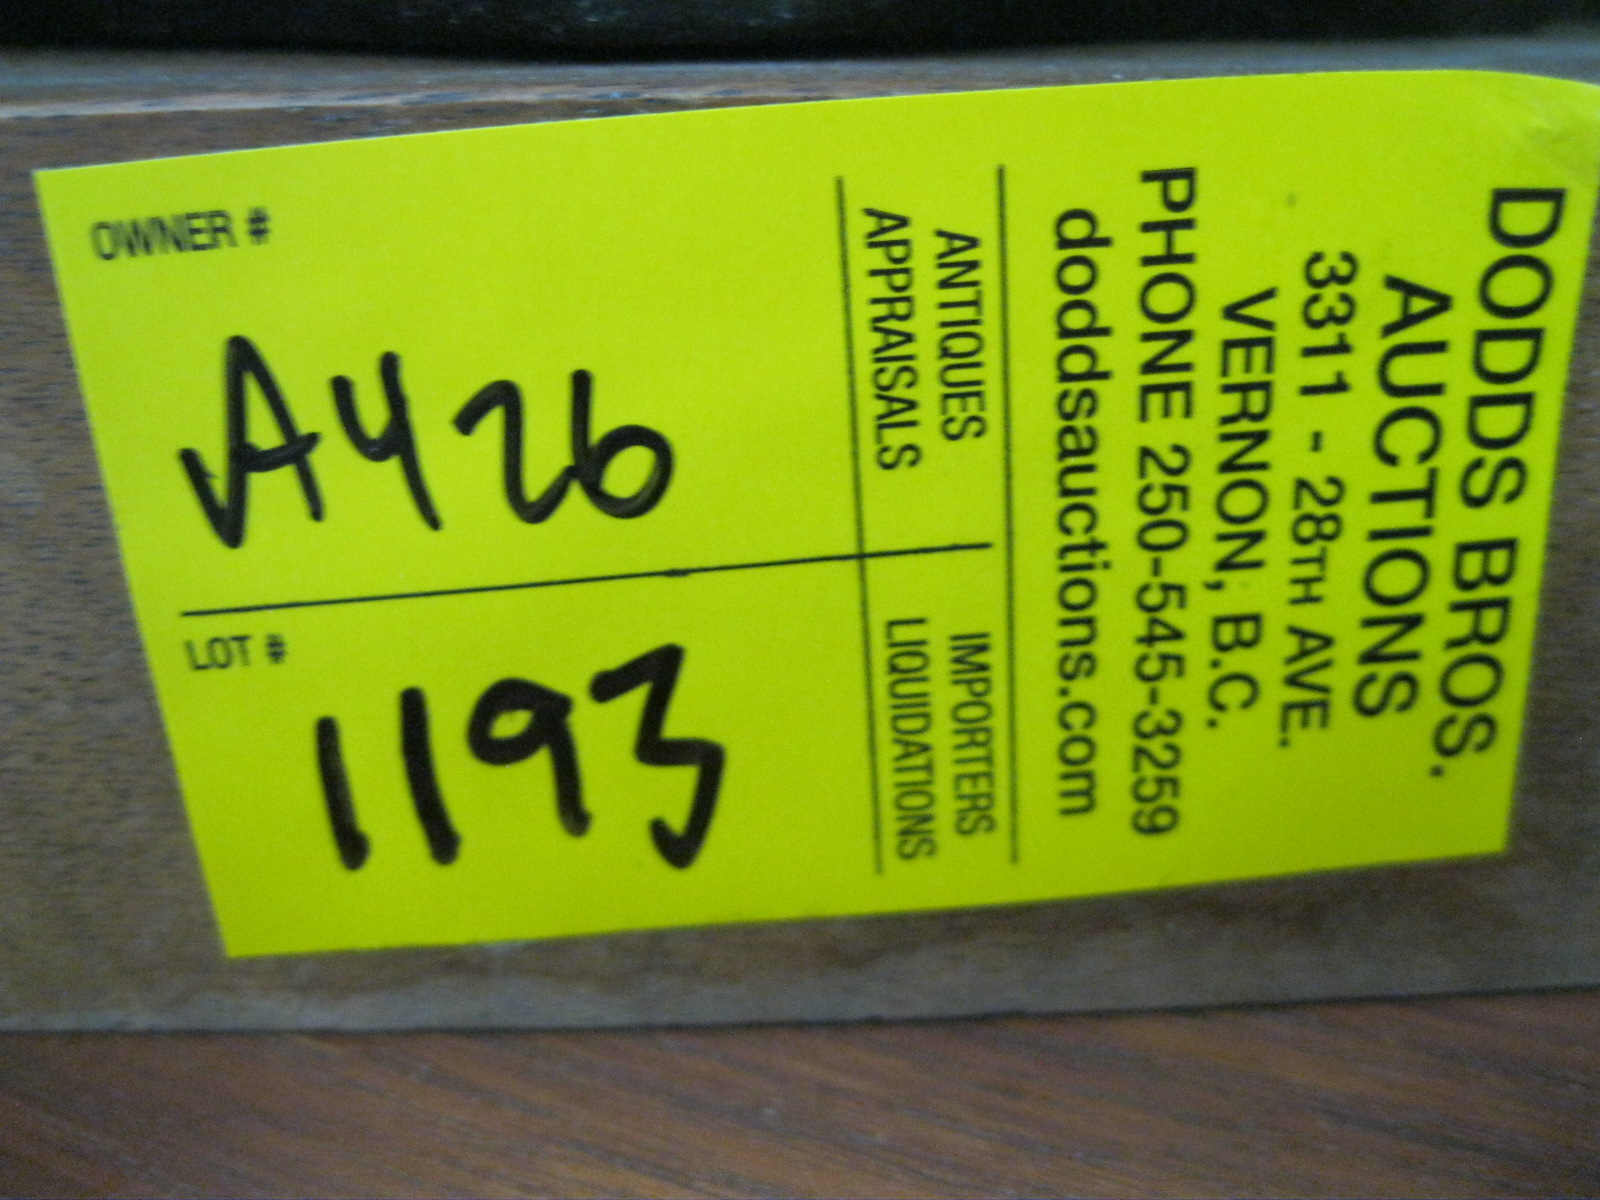 DODDS BROS.
AUCTIONS
3311 - 28TH AVE.
VERNON, B.C.
PHONE 250-545-3259
doddsauctions.com
ANTIQUES
APPRAISALS
IMPORTERS
LIQUIDATIONS
OWNER #
A426
LOT #
1193